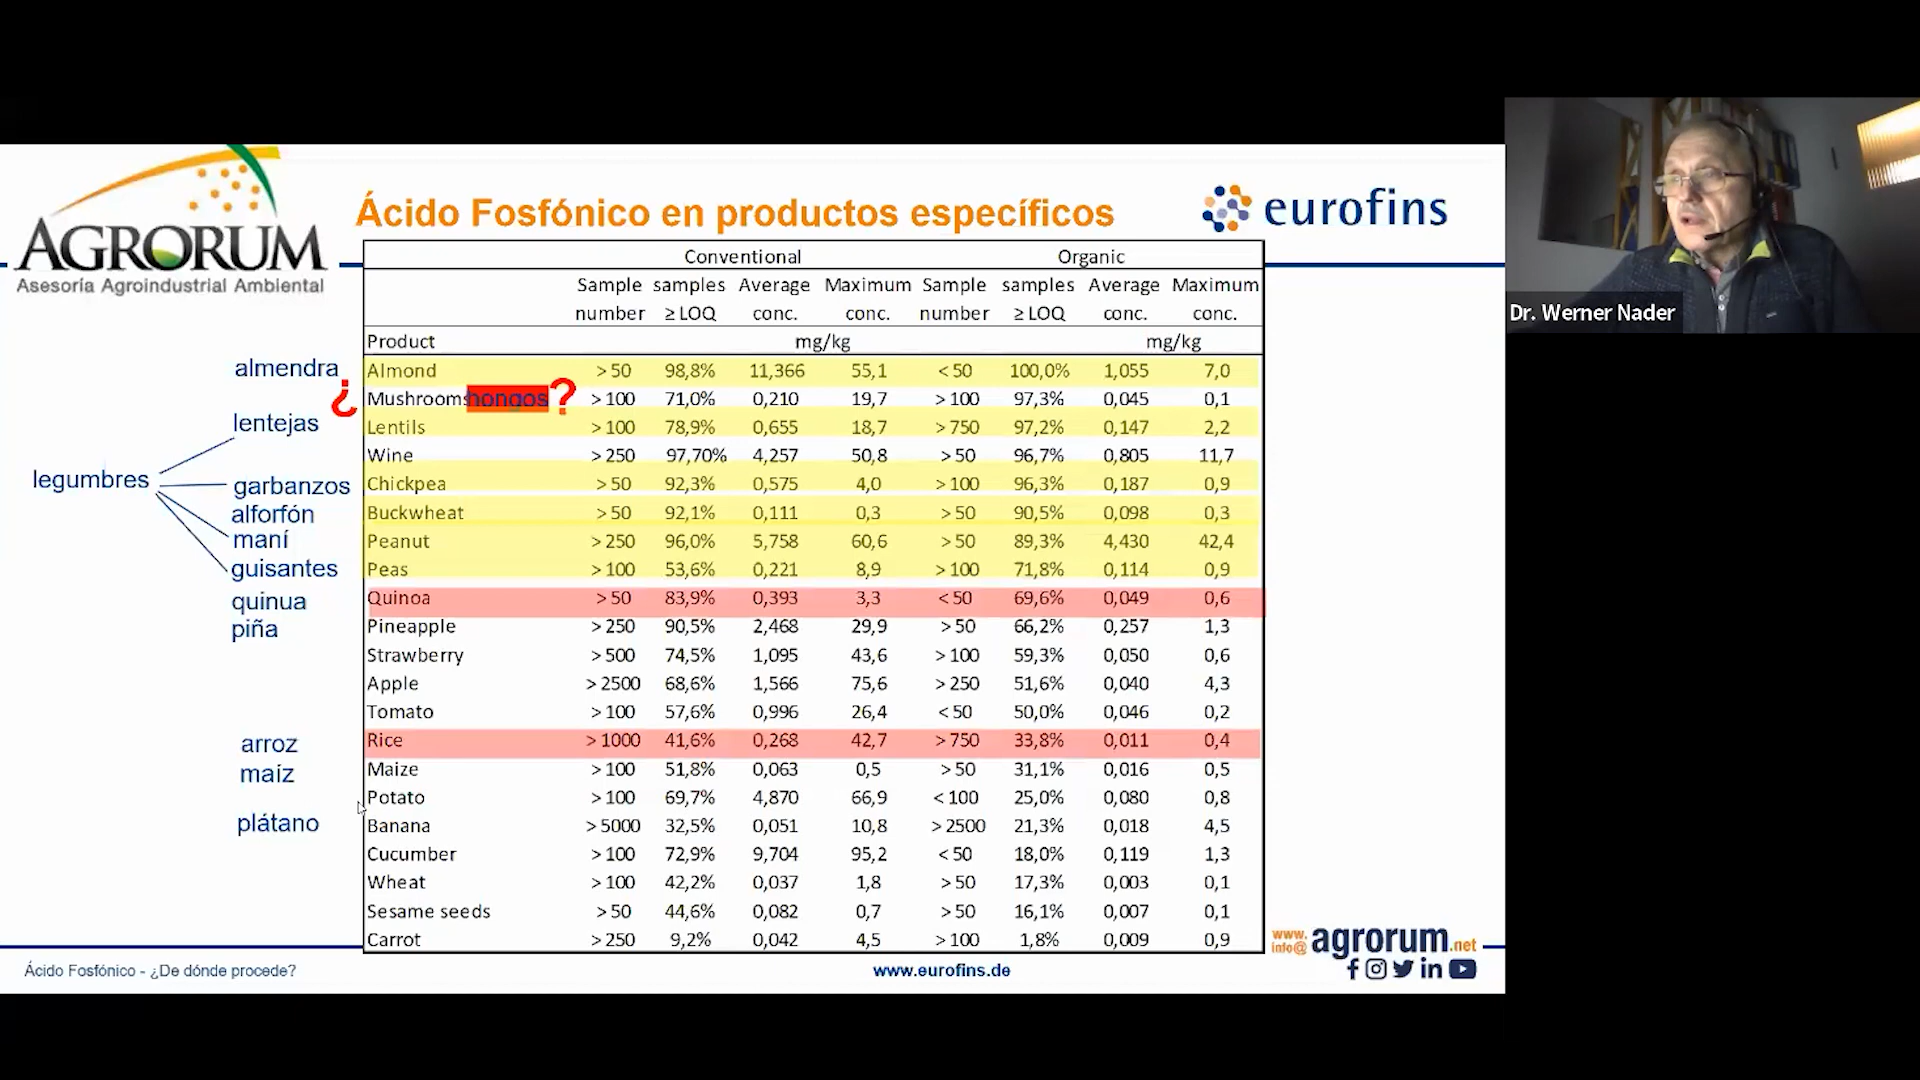 AGRORUM
Asesoría Agroindustrial Ambiental
Ácido Fosfónico en productos específicos
eurofins
Dr. Werner Nader
Conventional Organic
Sample samples Average Maximum Sample samples Average Maximum
number ≥ LOQ conc. conc. number ≥ LOQ conc. conc.
Product mg/kg mg/kg
almendra Almond > 50 98,8% 11,366 55,1 < 50 100,0% 1,055 7,0
¿ Mushrooms hongos ? > 100 71,0% 0,210 19,7 > 100 97,3% 0,045 0,1
lentejas Lentils > 100 78,9% 0,655 18,7 > 750 97,2% 0,147 2,2
Wine > 250 97,70% 4,257 50,8 > 50 96,7% 0,805 11,7
legumbres garbanzos Chickpea > 50 92,3% 0,575 4,0 > 100 96,3% 0,187 0,9
alforfón Buckwheat > 50 92,1% 0,111 0,3 > 50 90,5% 0,098 0,3
maní Peanut > 250 96,0% 5,758 60,6 > 50 89,3% 4,430 42,4
guisantes Peas > 100 53,6% 0,221 8,9 > 100 71,8% 0,114 0,9
quinua Quinoa > 50 83,9% 0,393 3,3 < 50 69,6% 0,049 0,6
piña Pineapple > 250 90,5% 2,468 29,9 > 50 66,2% 0,257 1,3
Strawberry > 500 74,5% 1,095 43,6 > 100 59,3% 0,050 0,6
Apple > 2500 68,6% 1,566 75,6 > 250 51,6% 0,040 4,3
Tomato > 100 57,6% 0,996 26,4 < 50 50,0% 0,046 0,2
arroz Rice > 1000 41,6% 0,268 42,7 > 750 33,8% 0,011 0,4
maíz Maize > 100 51,8% 0,063 0,5 > 50 31,1% 0,016 0,5
Potato > 100 69,7% 4,870 66,9 < 100 25,0% 0,080 0,8
plátano Banana > 5000 32,5% 0,051 10,8 > 2500 21,3% 0,018 4,5
Cucumber > 100 72,9% 9,704 95,2 < 50 18,0% 0,119 1,3
Wheat > 100 42,2% 0,037 1,8 > 50 17,3% 0,003 0,1
Sesame seeds > 50 44,6% 0,082 0,7 > 50 16,1% 0,007 0,1
Carrot > 250 9,2% 0,042 4,5 > 100 1,8% 0,009 0,9
www.
info@ agrorum.net
Ácido Fosfónico - ¿De dónde procede? www.eurofins.de